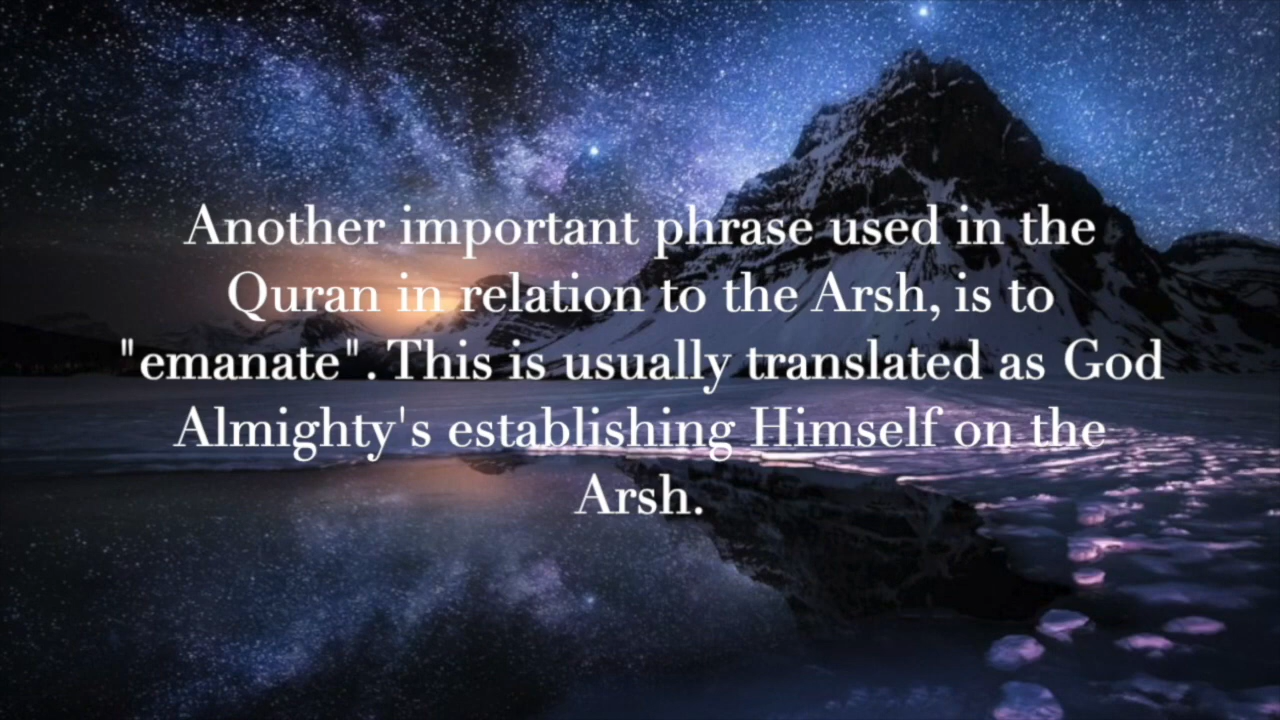 Another important phrase used in the
Quran in relation to the Arsh, is to
"emanate" . This is usually translated as God
Almighty's establishing Himself on the
Arsh.